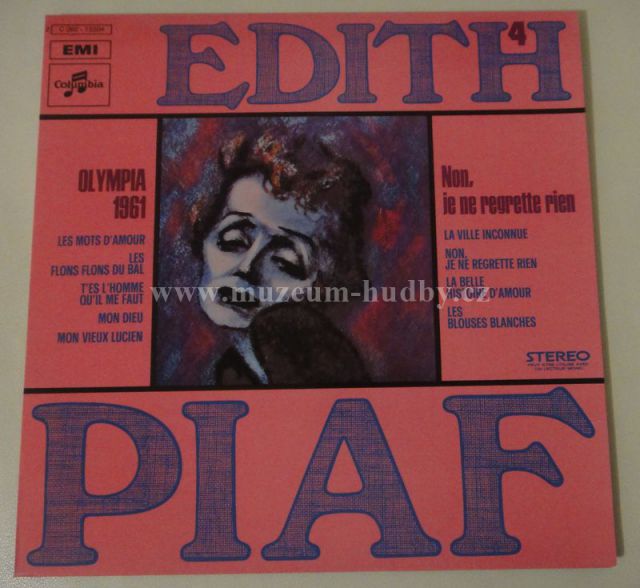 EMI
Columbia
EDITH
4
OLYMPIA
1961
LES MOTS D'AMOUR
LES
FLONS FLONS DU BAL
T'ES L'HOMME
QU'IL ME FAUT
MON DIEU
MON VIEUX LUCIEN
Non,
je ne regrette rien
LA VILLE INCONNUE
NON,
JE NE REGRETTE RIEN
LA BELLE
HISTOIRE D'AMOUR
LES
BLOUSES BLANCHES
www.muzeum-hudby.cz
STEREO
PIAF